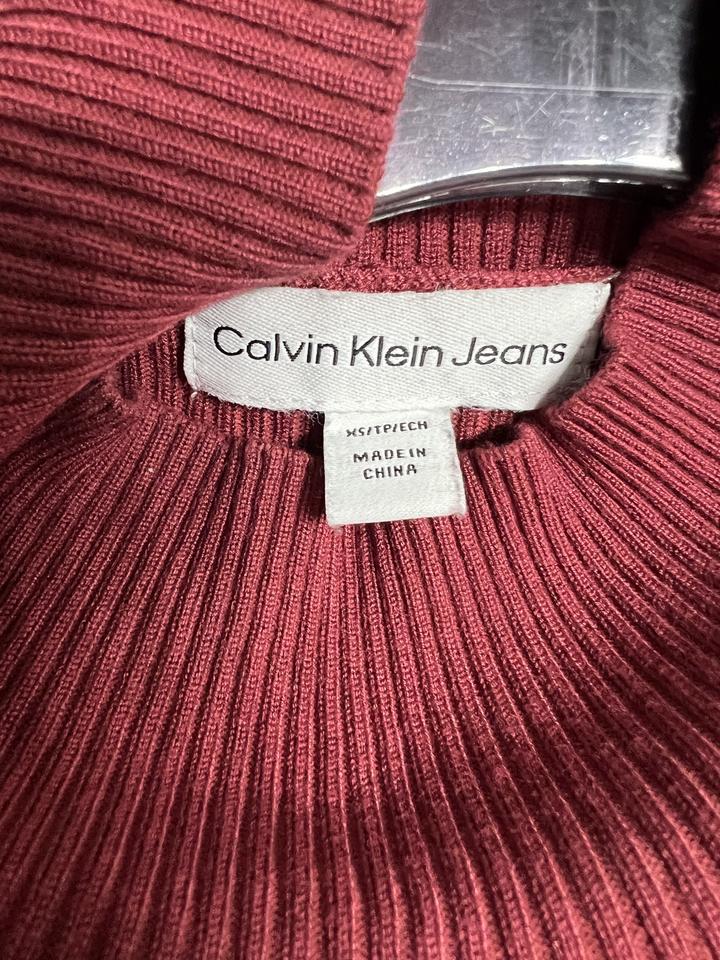 Calvin Klein Jeans
XS/TP/ECH
MADE IN
CHINA